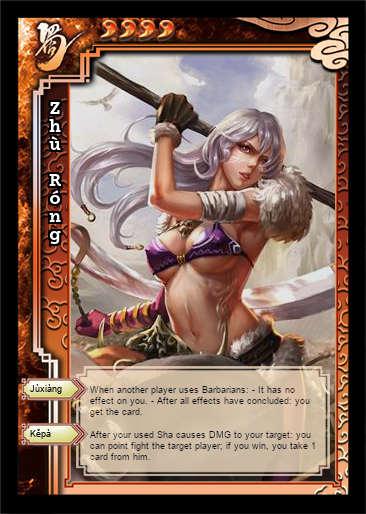 蜀
Zhù Róng
Jùxiàng
When another player uses Barbarians: - It has no
effect on you. - After all effects have concluded: you
get the card.
Kěpà
After your used Sha causes DMG to your target: you
can point fight the target player; if you win, you take 1
card from him.